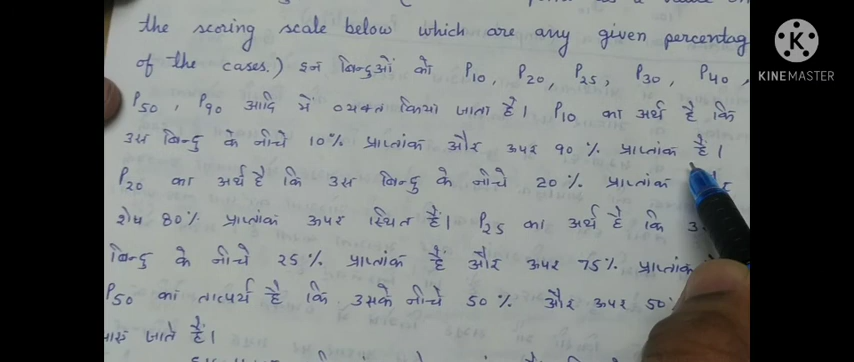 the scoring scale below which are any given percentag
of the cases.) इन बिन्दुओं को P10, P20, P25, P30, P40,
P50, P90 आदि में व्यक्त किया जाता है। P10 का अर्थ है कि
उस बिन्दु के नीचे 10% प्राप्तांक और ऊपर 90% प्राप्तांक हैं।
P20 का अर्थ है कि उस बिन्दु के नीचे 20% प्राप्तांक
शेष 80% प्राप्तांक ऊपर स्थित हैं। P25 का अर्थ है कि उ
बिन्दु के नीचे 25% प्राप्तांक हैं और ऊपर 75% प्राप्तांक
P50 का तात्पर्य है कि उसके नीचे 50% और ऊपर 50%
जाते हैं।
KINEMASTER